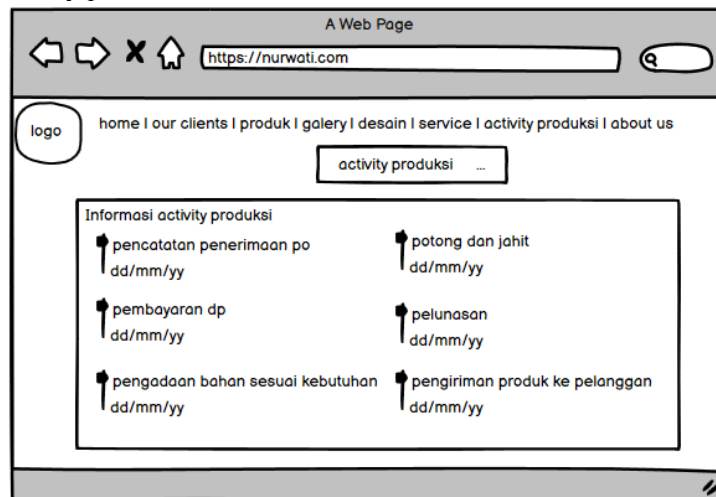 A Web Page
https://nurwati.com
logo
home | our clients | produk | galery | desain | service | activity produksi | about us
activity produksi ...
Informasi activity produksi
pencatatan penerimaan po
dd/mm/yy
pembayaran dp
dd/mm/yy
pengadaan bahan sesuai kebutuhan
dd/mm/yy
potong dan jahit
dd/mm/yy
pelunasan
dd/mm/yy
pengiriman produk ke pelanggan
dd/mm/yy